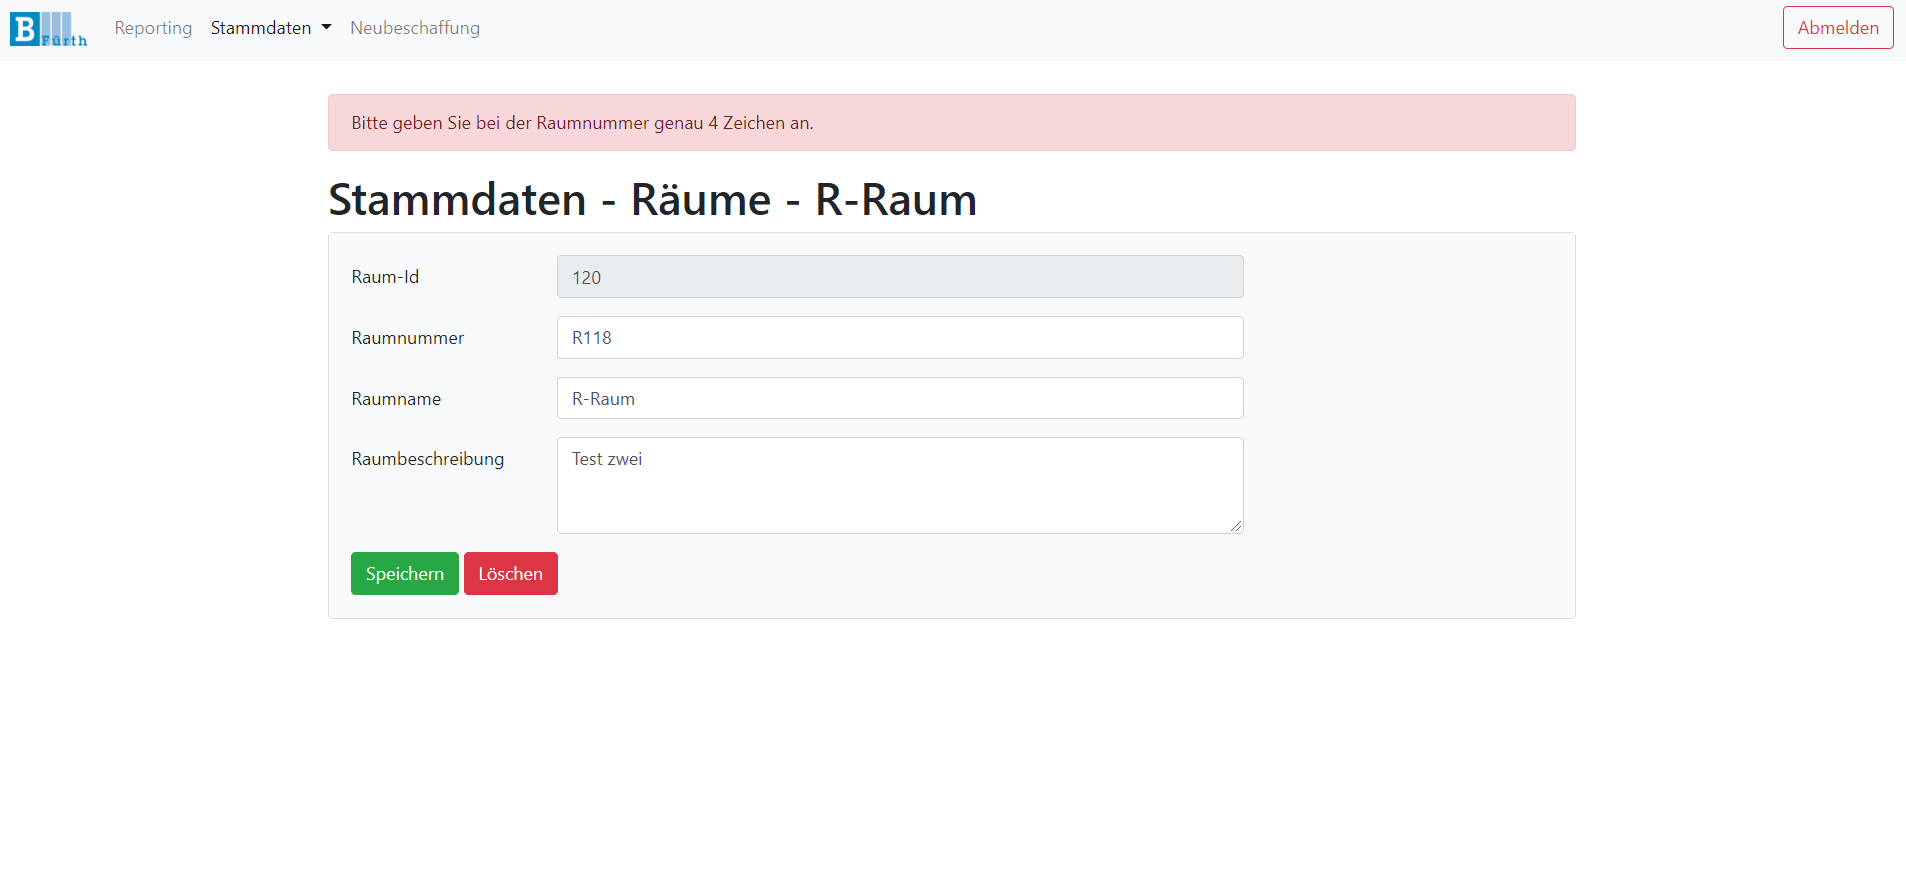 B Fürth Reporting Stammdaten Neubeschaffung Abmelden
Bitte geben Sie bei der Raumnummer genau 4 Zeichen an.
Stammdaten - Räume - R-Raum
Raum-Id 120
Raumnummer R118
Raumname R-Raum
Raumbeschreibung Test zwei
Speichern Löschen